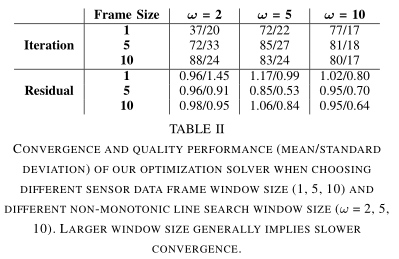 Frame Size ω = 2 ω = 5 ω = 10
1 37/20 72/22 77/17
Iteration 5 72/33 85/27 81/18
10 88/24 83/24 80/17
1 0.96/1.45 1.17/0.99 1.02/0.80
Residual 5 0.96/0.91 0.85/0.53 0.95/0.70
10 0.98/0.95 1.06/0.84 0.95/0.64
TABLE II
CONVERGENCE AND QUALITY PERFORMANCE (MEAN/STANDARD
DEVIATION) OF OUR OPTIMIZATION SOLVER WHEN CHOOSING
DIFFERENT SENSOR DATA FRAME WINDOW SIZE (1, 5, 10) AND
DIFFERENT NON-MONOTONIC LINE SEARCH WINDOW SIZE (ω = 2, 5,
10). LARGER WINDOW SIZE GENERALLY IMPLIES SLOWER
CONVERGENCE.